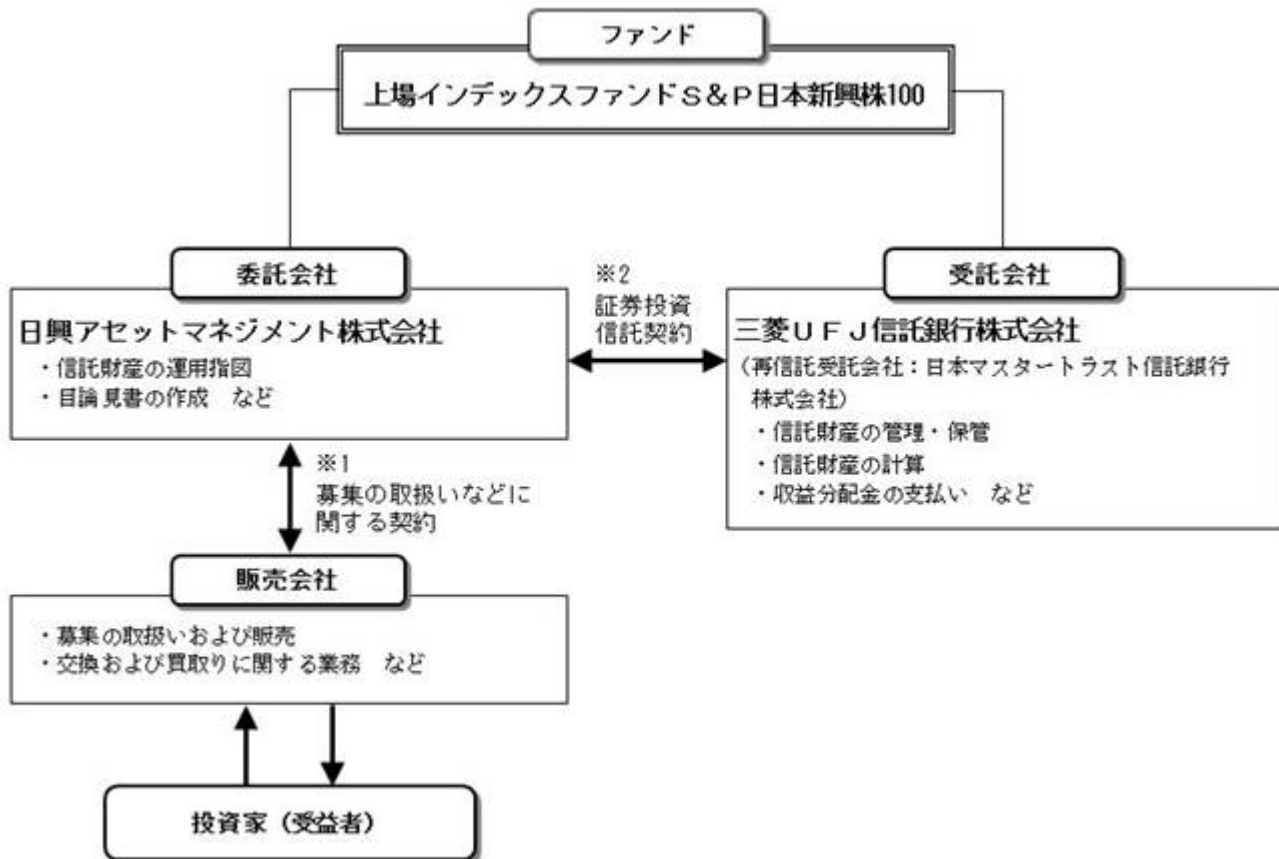 ファンド
上場インデックスファンドS&P日本新興株100
委託会社
日興アセットマネジメント株式会社
・信託財産の運用指図
・目論見書の作成 など
※2
証券投資
信託契約
受託会社
三菱UFJ信託銀行株式会社
(再信託受託会社:日本マスタートラスト信託銀行
株式会社)
・信託財産の管理・保管
・信託財産の計算
・収益分配金の支払い など
※1
募集の取扱いなどに
関する契約
販売会社
・募集の取扱いおよび販売
・交換および買取りに関する業務 など
投資家(受益者)